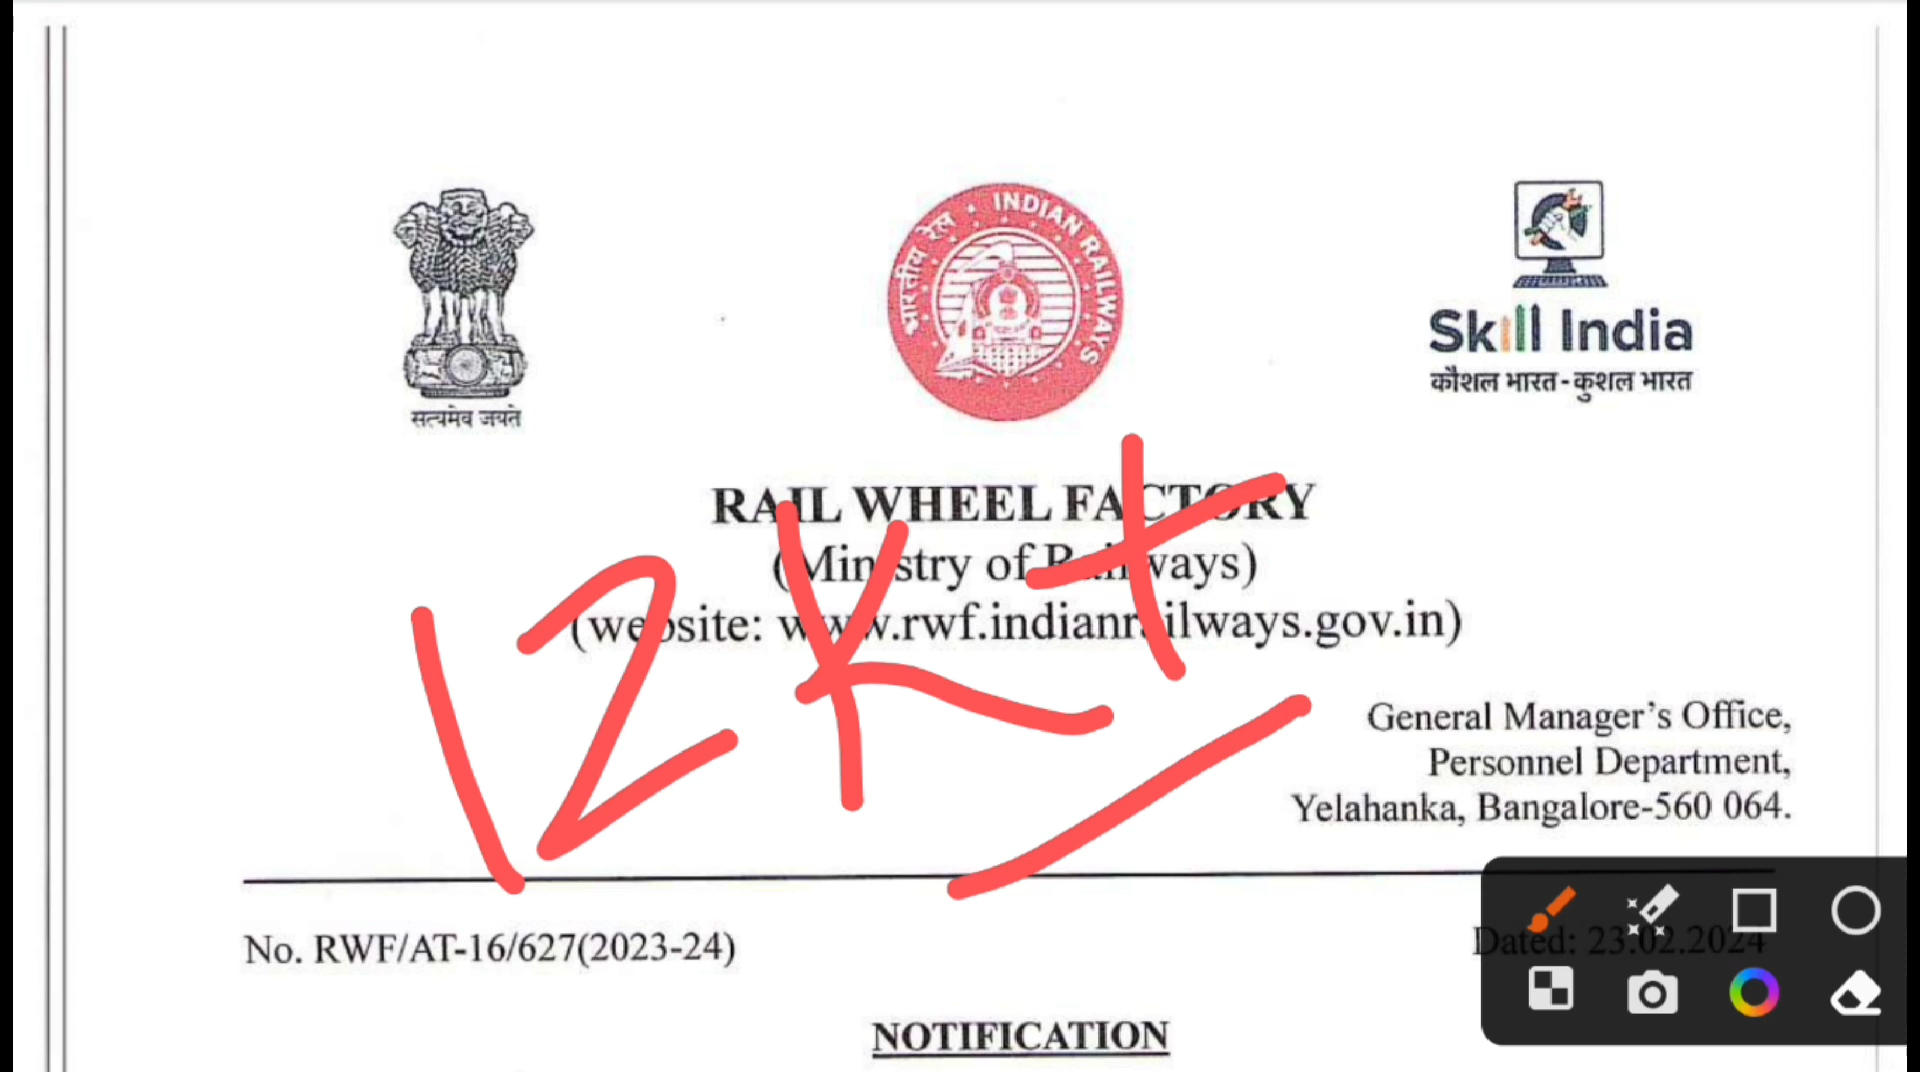 सत्यमेव जयते
भारतीय रेल • INDIAN RAILWAYS
Skill India
कौशल भारत-कुशल भारत
RAIL WHEEL FACTORY
(Ministry of Railways)
(website: www.rwf.indianrailways.gov.in)
12K+
General Manager's Office,
Personnel Department,
Yelahanka, Bangalore-560 064.
No. RWF/AT-16/627(2023-24)
Dated: 23.02.2024
NOTIFICATION